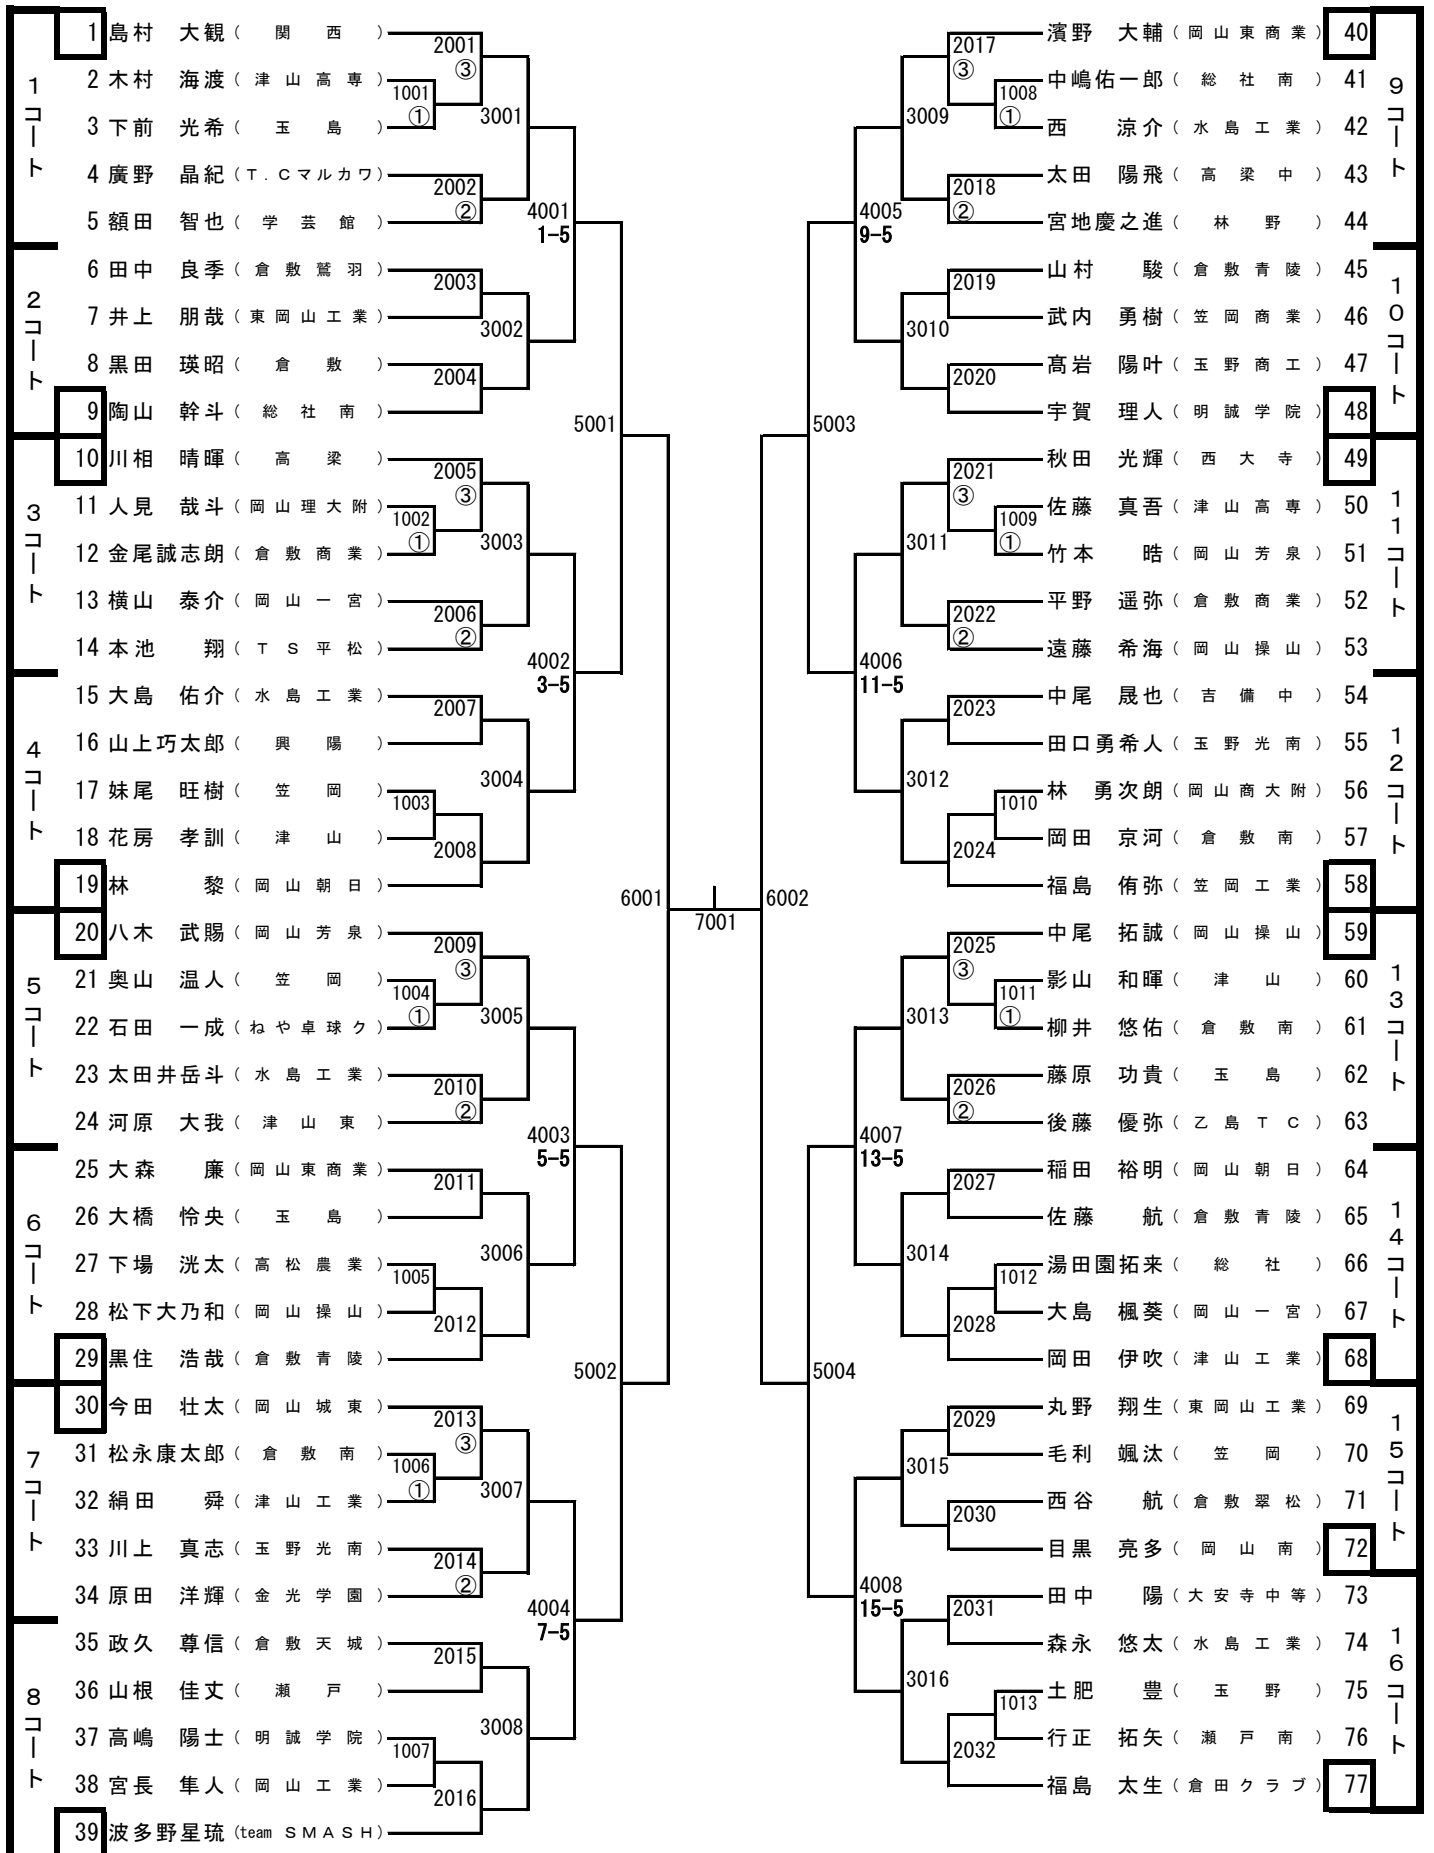 1コート
1 島村 大観 (関西)
2001
③
2 木村 海渡 (津山高専)
1001
①
3 下前 光希 (玉島)
3001
4 廣野 晶紀 (T.Cマルカワ)
2002
②
5 額田 智也 (学芸館)
4001
1-5
2コート
6 田中 良季 (倉敷鷲羽)
2003
7 井上 朋哉 (東岡山工業)
3002
8 黒田 瑛昭 (倉敷)
2004
9 陶山 幹斗 (総社南)
5001
3コート
10 川相 晴暉 (高梁)
2005
③
11 人見 哉斗 (岡山理大附)
1002
①
12 金尾誠志朗 (倉敷商業)
3003
13 横山 泰介 (岡山一宮)
2006
②
14 本池 翔 (TS平松)
4002
3-5
4コート
15 大島 佑介 (水島工業)
2007
16 山上巧太郎 (興陽)
3004
17 妹尾 旺樹 (笠岡)
1003
18 花房 孝訓 (津山)
2008
19 林 黎 (岡山朝日)
6001
5コート
20 八木 武賜 (岡山芳泉)
2009
③
21 奥山 温人 (笠岡)
1004
①
22 石田 一成 (ねや卓球ク)
3005
23 太田井岳斗 (水島工業)
2010
②
24 河原 大我 (津山東)
4003
5-5
6コート
25 大森 廉 (岡山東商業)
2011
26 大橋 怜央 (玉島)
3006
27 下場 洸太 (高松農業)
1005
28 松下大乃和 (岡山操山)
2012
29 黒住 浩哉 (倉敷青陵)
5002
7コート
30 今田 壮太 (岡山城東)
2013
③
31 松永康太郎 (倉敷南)
1006
①
32 絹田 舜 (津山工業)
3007
33 川上 真志 (玉野光南)
2014
②
34 原田 洋輝 (金光学園)
4004
7-5
8コート
35 政久 尊信 (倉敷天城)
2015
36 山根 佳丈 (瀬戸)
3008
37 高嶋 陽士 (明誠学院)
1007
38 宮長 隼人 (岡山工業)
2016
39 波多野星琉 (team SMASH)
7001
9コート
濱野 大輔 (岡山東商業) 40
2017
③
中嶋佑一郎 (総社南) 41
1008
①
西 涼介 (水島工業) 42
3009
太田 陽飛 (高梁中) 43
2018
②
宮地慶之進 (林野) 44
4005
9-5
10コート
山村 駿 (倉敷青陵) 45
2019
武内 勇樹 (笠岡商業) 46
3010
髙岩 陽叶 (玉野商工) 47
2020
宇賀 理人 (明誠学院) 48
5003
11コート
秋田 光輝 (西大寺) 49
2021
③
佐藤 真吾 (津山高専) 50
1009
①
竹本 晧 (岡山芳泉) 51
3011
平野 遥弥 (倉敷商業) 52
2022
②
遠藤 希海 (岡山操山) 53
4006
11-5
12コート
中尾 晟也 (吉備中) 54
2023
田口勇希人 (玉野光南) 55
3012
林 勇次朗 (岡山商大附) 56
1010
岡田 京河 (倉敷南) 57
2024
福島 侑弥 (笠岡工業) 58
6002
13コート
中尾 拓誠 (岡山操山) 59
2025
③
影山 和暉 (津山) 60
1011
①
柳井 悠佑 (倉敷南) 61
3013
藤原 功貴 (玉島) 62
2026
②
後藤 優弥 (乙島TC) 63
4007
13-5
14コート
稲田 裕明 (岡山朝日) 64
2027
佐藤 航 (倉敷青陵) 65
3014
湯田園拓来 (総社) 66
1012
大島 楓葵 (岡山一宮) 67
2028
岡田 伊吹 (津山工業) 68
5004
15コート
丸野 翔生 (東岡山工業) 69
2029
毛利 颯汰 (笠岡) 70
3015
西谷 航 (倉敷翠松) 71
2030
目黒 亮多 (岡山南) 72
4008
15-5
16コート
田中 陽 (大安寺中等) 73
2031
森永 悠太 (水島工業) 74
3016
土肥 豊 (玉野) 75
1013
行正 拓矢 (瀬戸南) 76
2032
福島 太生 (倉田クラブ) 77